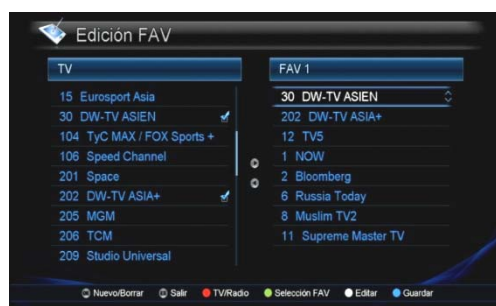 Edición FAV
TV
15 Eurosport Asia
30 DW-TV ASIEN
104 TyC MAX / FOX Sports +
106 Speed Channel
201 Space
202 DW-TV ASIA+
205 MGM
206 TCM
209 Studio Universal
FAV 1
30 DW-TV ASIEN
202 DW-TV ASIA+
12 TV5
1 NOW
2 Bloomberg
6 Russia Today
8 Muslim TV2
11 Supreme Master TV
Nuevo/Borrar Salir TV/Radio Selección FAV Editar Guardar